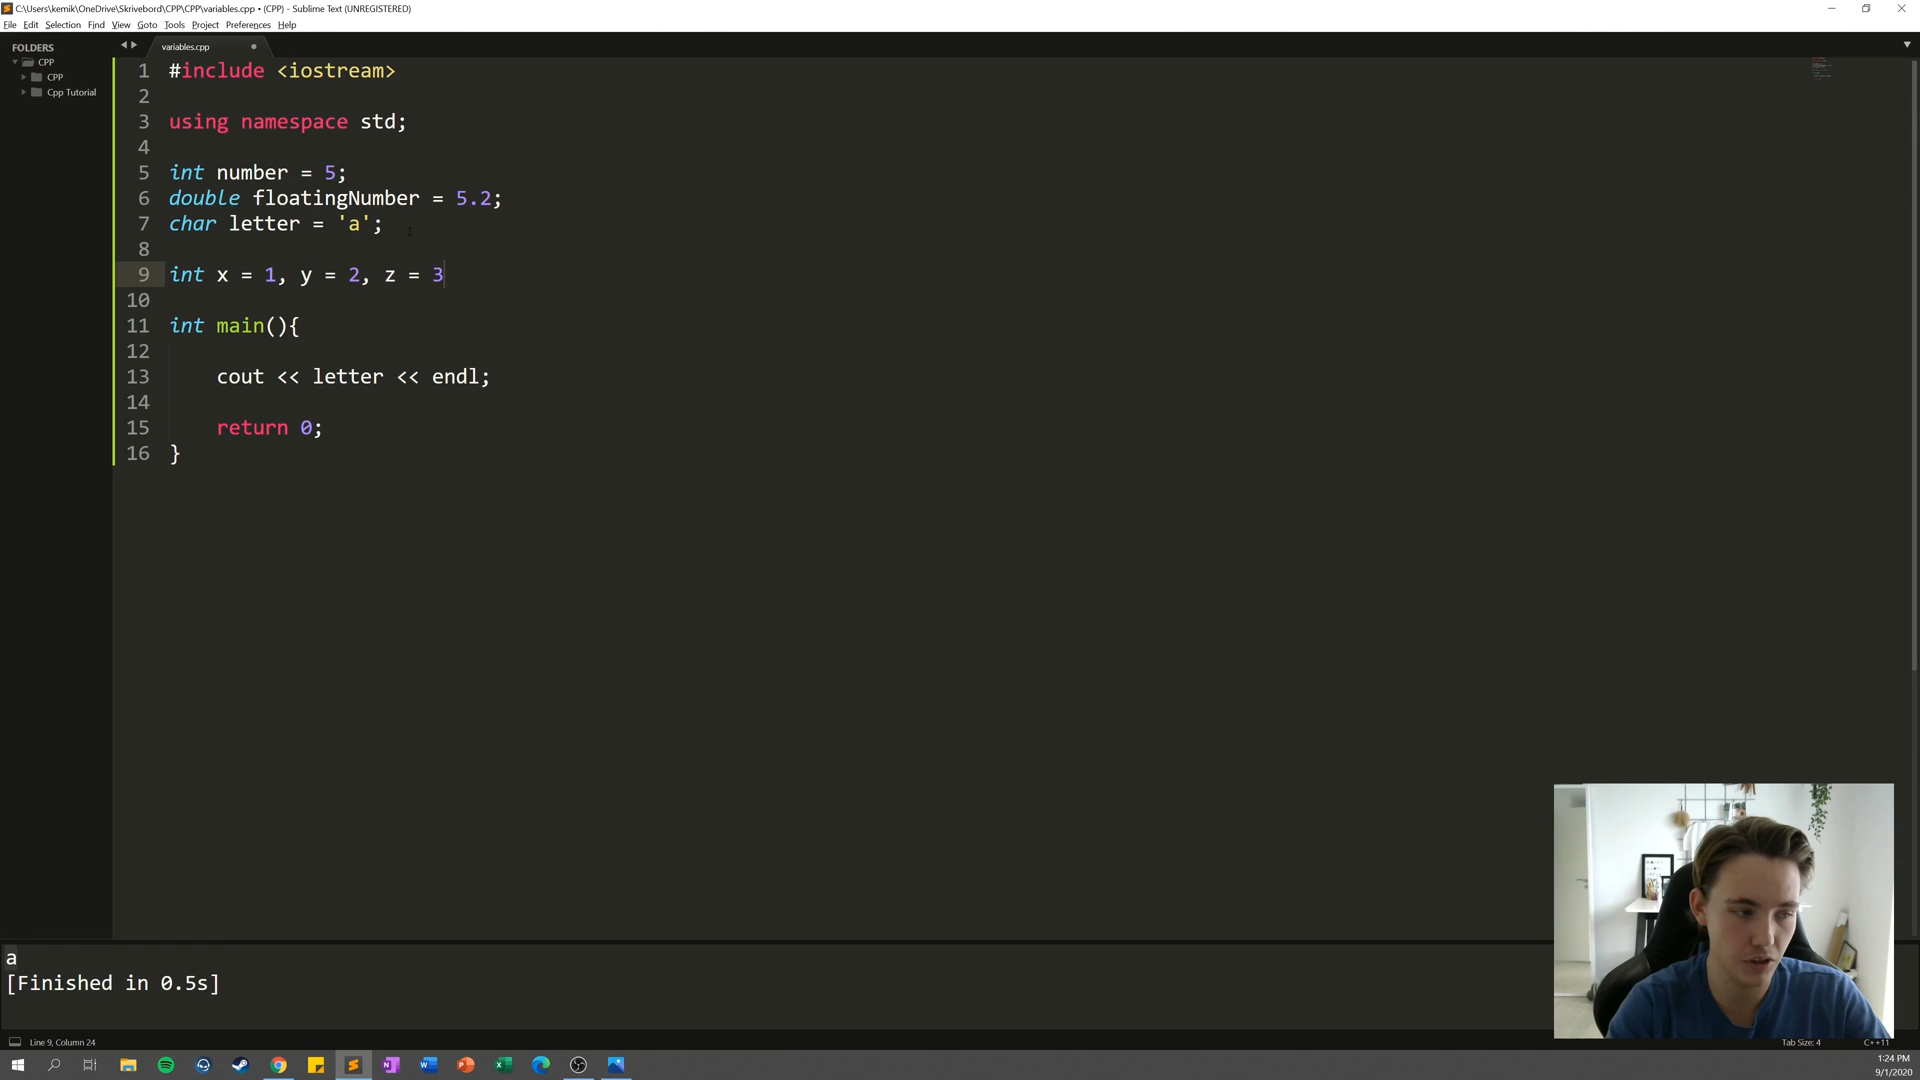 C:\Users\kemik\OneDrive\Skrivebord\CPP\CPP\variables.cpp • (CPP) - Sublime Text (UNREGISTERED)
File Edit Selection Find View Goto Tools Project Preferences Help
FOLDERS
CPP
CPP
Cpp Tutorial
variables.cpp
1 #include <iostream>
2
3 using namespace std;
4
5 int number = 5;
6 double floatingNumber = 5.2;
7 char letter = 'a';
8
9 int x = 1, y = 2, z = 3
10
11 int main(){
12
13 cout << letter << endl;
14
15 return 0;
16 }
a
[Finished in 0.5s]
Line 9, Column 24
Tab Size: 4
C++11
1:24 PM
9/1/2020